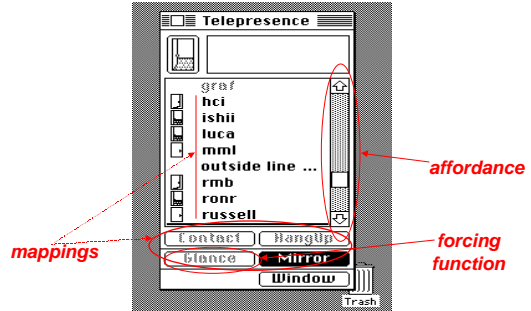 Telepresence
graf
hci
ishii
luca
mml
outside line ...
rmb
ronr
russell
affordance
Contact HangUp
mappings
Glance Mirror
forcing
function
Window
Trash